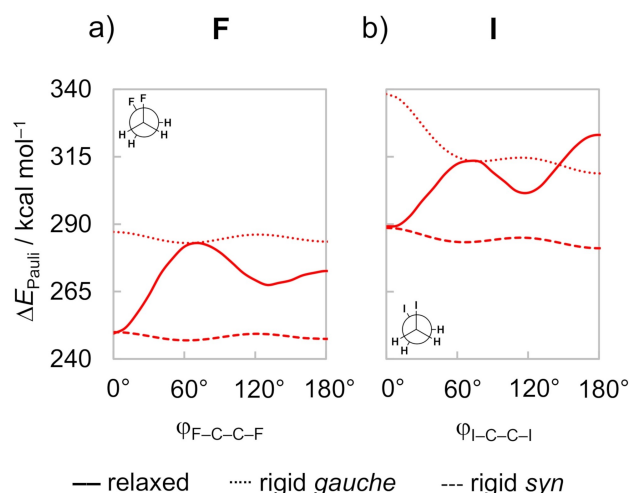 a) F b) I
340
315
290
265
240
ΔE_Pauli / kcal mol⁻¹
F F
H H
H H
I I
H H
H H
0° 60° 120° 180° 0° 60° 120° 180°
φF–C–C–F φI–C–C–I
relaxed rigid gauche rigid syn